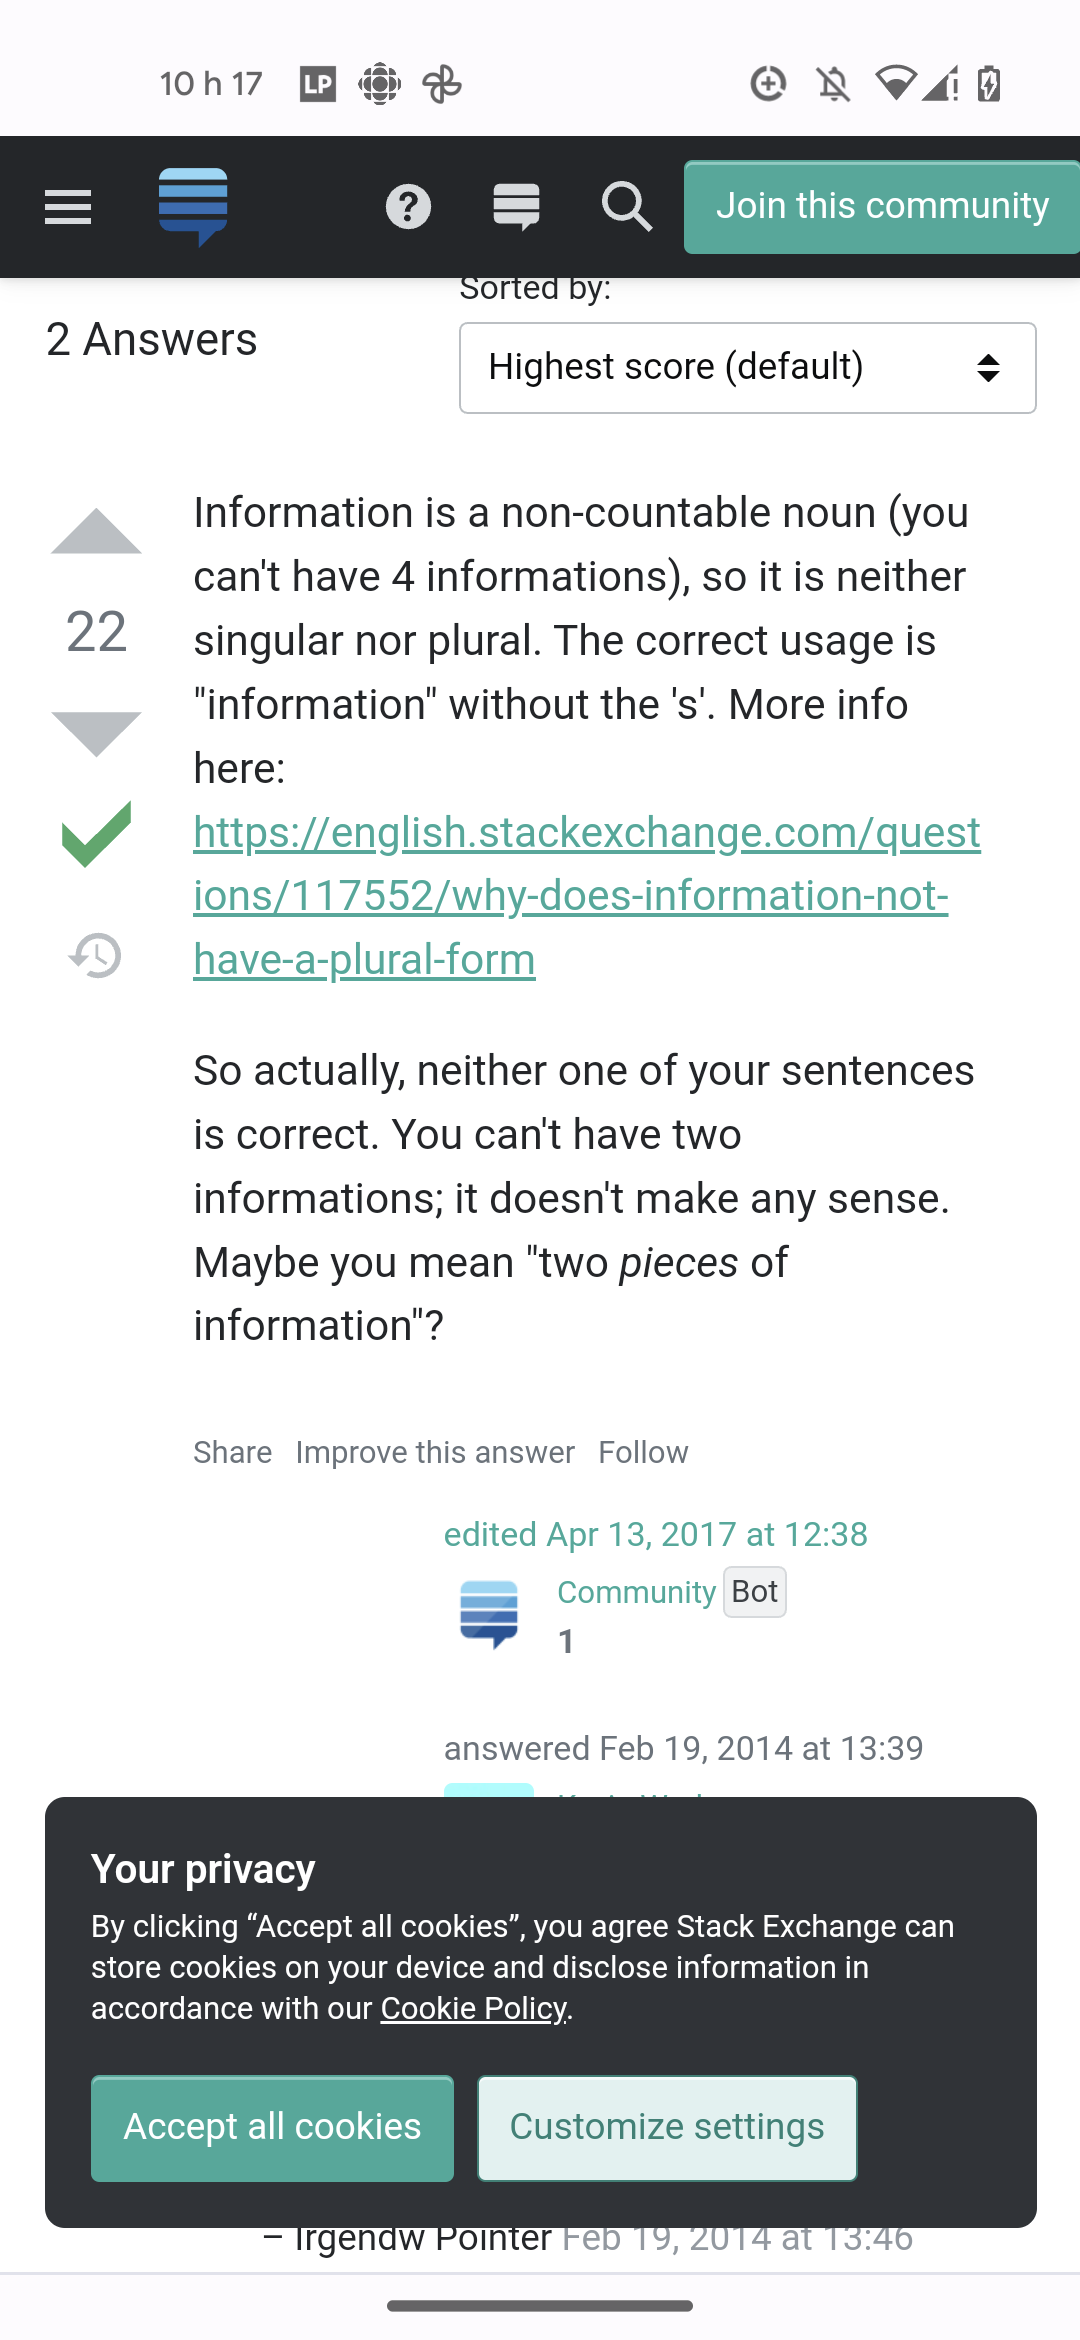 10 h 17
LP
Join this community
Sorted by:
2 Answers
Highest score (default)
Information is a non-countable noun (you
can't have 4 informations), so it is neither
22
singular nor plural. The correct usage is
"information" without the 's'. More info
here:
https://english.stackexchange.com/quest
ions/117552/why-does-information-not-
have-a-plural-form
So actually, neither one of your sentences
is correct. You can't have two
informations; it doesn't make any sense.
Maybe you mean "two pieces of
information"?
Share Improve this answer Follow
edited Apr 13, 2017 at 12:38
Community Bot
1
answered Feb 19, 2014 at 13:39
Your privacy
By clicking “Accept all cookies”, you agree Stack Exchange can
store cookies on your device and disclose information in
accordance with our Cookie Policy.
Accept all cookies
Customize settings
– Irgendw Pointer Feb 19, 2014 at 13:46